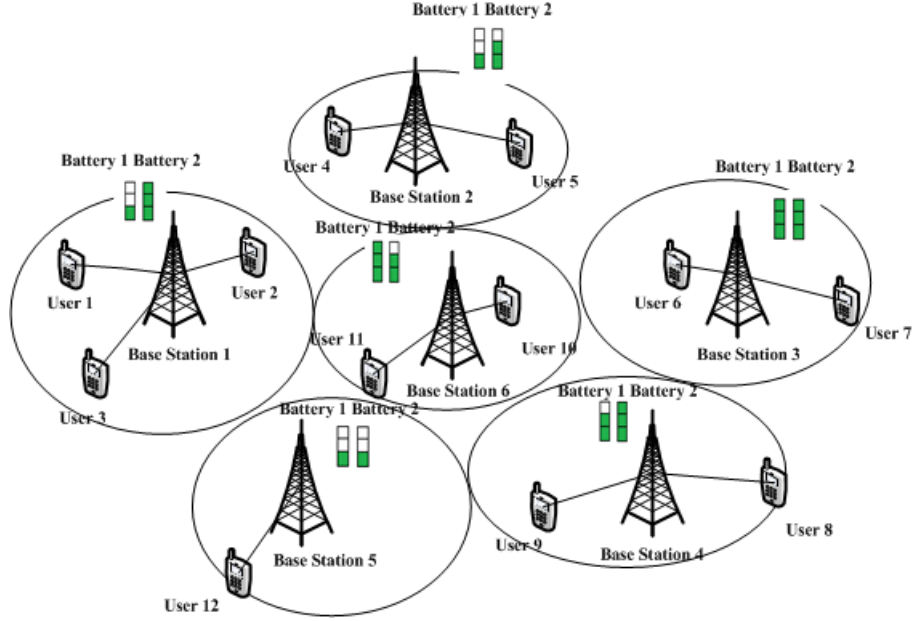 Battery 1 Battery 2
User 4
User 5
Base Station 2
Battery 1 Battery 2
User 1
User 2
Base Station 1
User 3
Battery 1 Battery 2
User 6
User 7
Base Station 3
Battery 1 Battery 2
User 11
User 10
Base Station 6
Battery 1 Battery 2
Base Station 5
User 12
Battery 1 Battery 2
User 9
User 8
Base Station 4